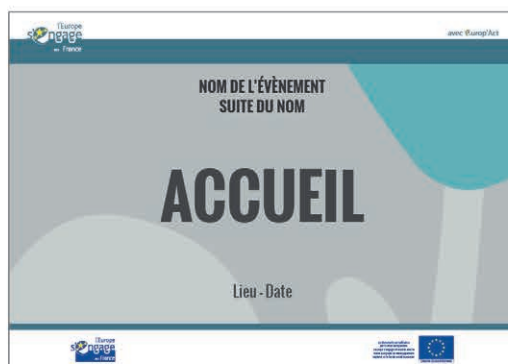 l'Europe
s'engage
en France
avec Europ'Act
NOM DE L'ÉVÈNEMENT
SUITE DU NOM
ACCUEIL
Lieu - Date
l'Europe
s'engage
en France